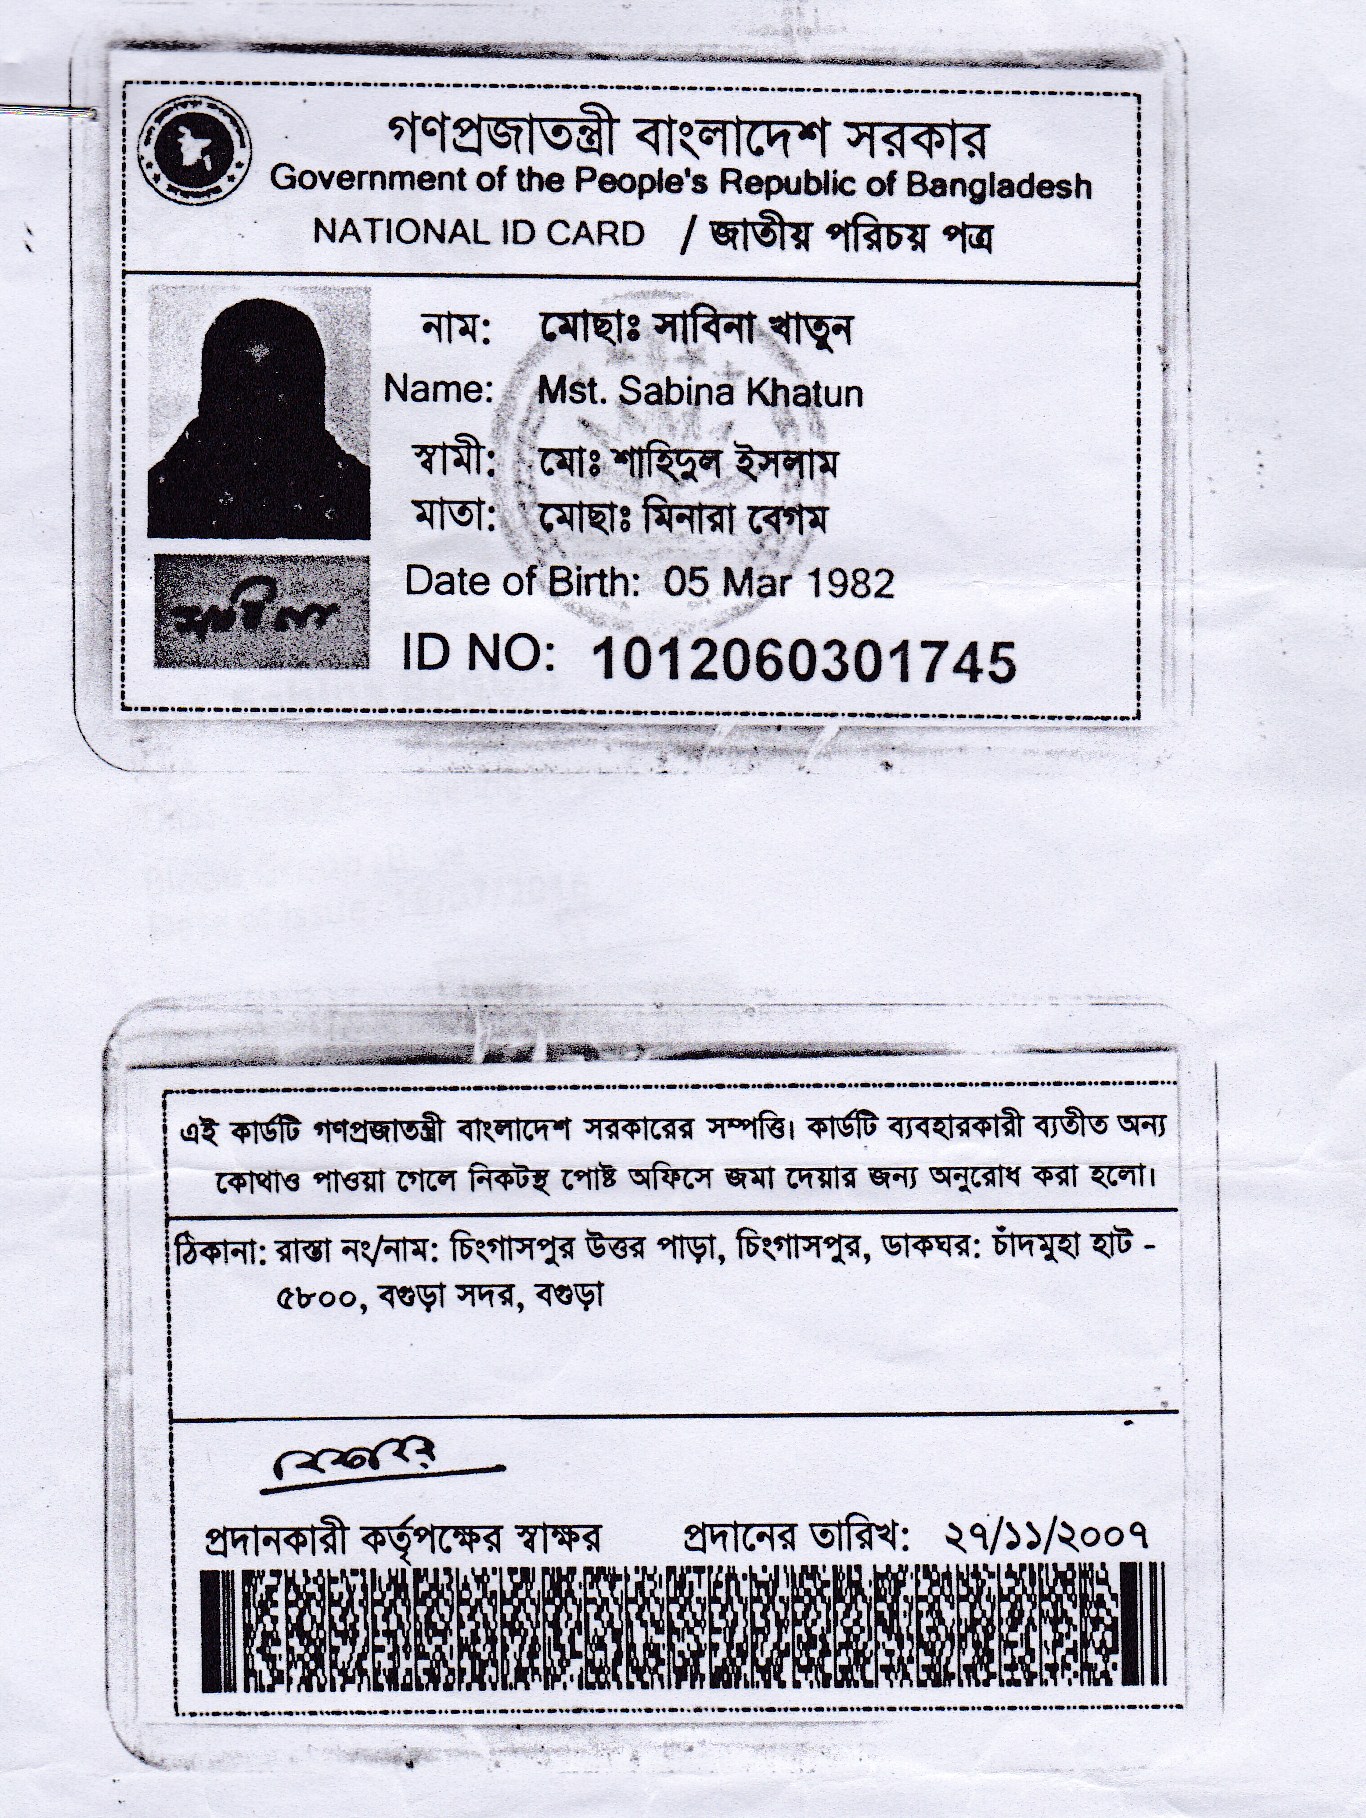 গণপ্রজাতন্ত্রী বাংলাদেশ সরকার
Government of the People's Republic of Bangladesh
NATIONAL ID CARD / জাতীয় পরিচয় পত্র
নাম: মোছাঃ সাবিনা খাতুন
Name: Mst. Sabina Khatun
স্বামী: মোঃ শাহিদুল ইসলাম
মাতা: মোছাঃ মিনারা বেগম
Date of Birth: 05 Mar 1982
ID NO: 1012060301745
এই কার্ডটি গণপ্রজাতন্ত্রী বাংলাদেশ সরকারের সম্পত্তি। কার্ডটি ব্যবহারকারী ব্যতীত অন্য
কোথাও পাওয়া গেলে নিকটস্থ পোষ্ট অফিসে জমা দেয়ার জন্য অনুরোধ করা হলো।
ঠিকানা: রাস্তা নং/নাম: চিংগাসপুর উত্তর পাড়া, চিংগাসপুর, ডাকঘর: চাঁদমুহা হাট -
৫৮০০, বগুড়া সদর, বগুড়া
প্রদানকারী কর্তৃপক্ষের স্বাক্ষর প্রদানের তারিখ: ২৭/১১/২০০৭